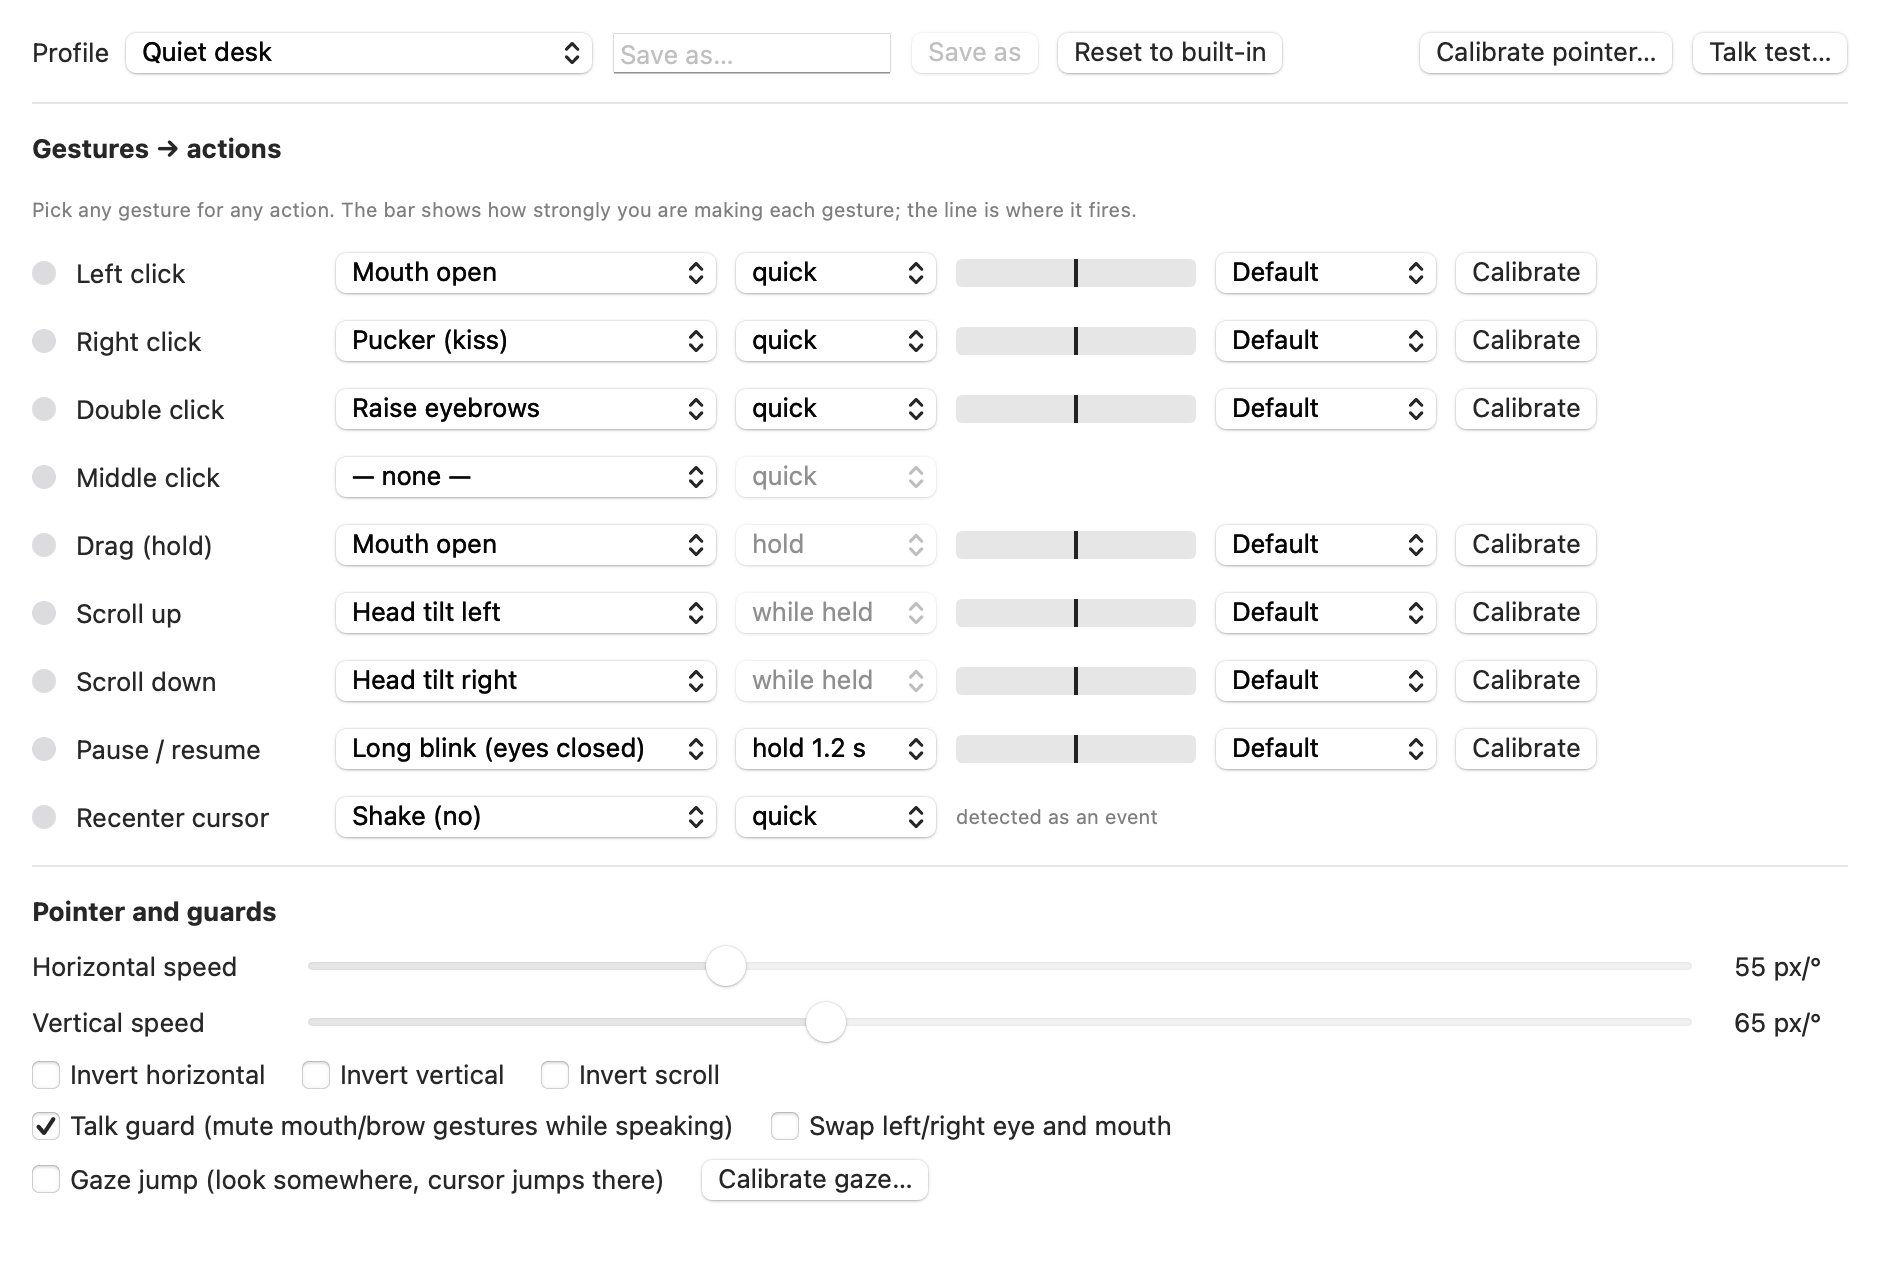 Profile Quiet desk Save as... Save as Reset to built-in Calibrate pointer... Talk test...
Gestures → actions
Pick any gesture for any action. The bar shows how strongly you are making each gesture; the line is where it fires.
Left click Mouth open quick Default Calibrate
Right click Pucker (kiss) quick Default Calibrate
Double click Raise eyebrows quick Default Calibrate
Middle click — none — quick
Drag (hold) Mouth open hold Default Calibrate
Scroll up Head tilt left while held Default Calibrate
Scroll down Head tilt right while held Default Calibrate
Pause / resume Long blink (eyes closed) hold 1.2 s Default Calibrate
Recenter cursor Shake (no) quick detected as an event
Pointer and guards
Horizontal speed 55 px/°
Vertical speed 65 px/°
Invert horizontal Invert vertical Invert scroll
Talk guard (mute mouth/brow gestures while speaking) Swap left/right eye and mouth
Gaze jump (look somewhere, cursor jumps there) Calibrate gaze...